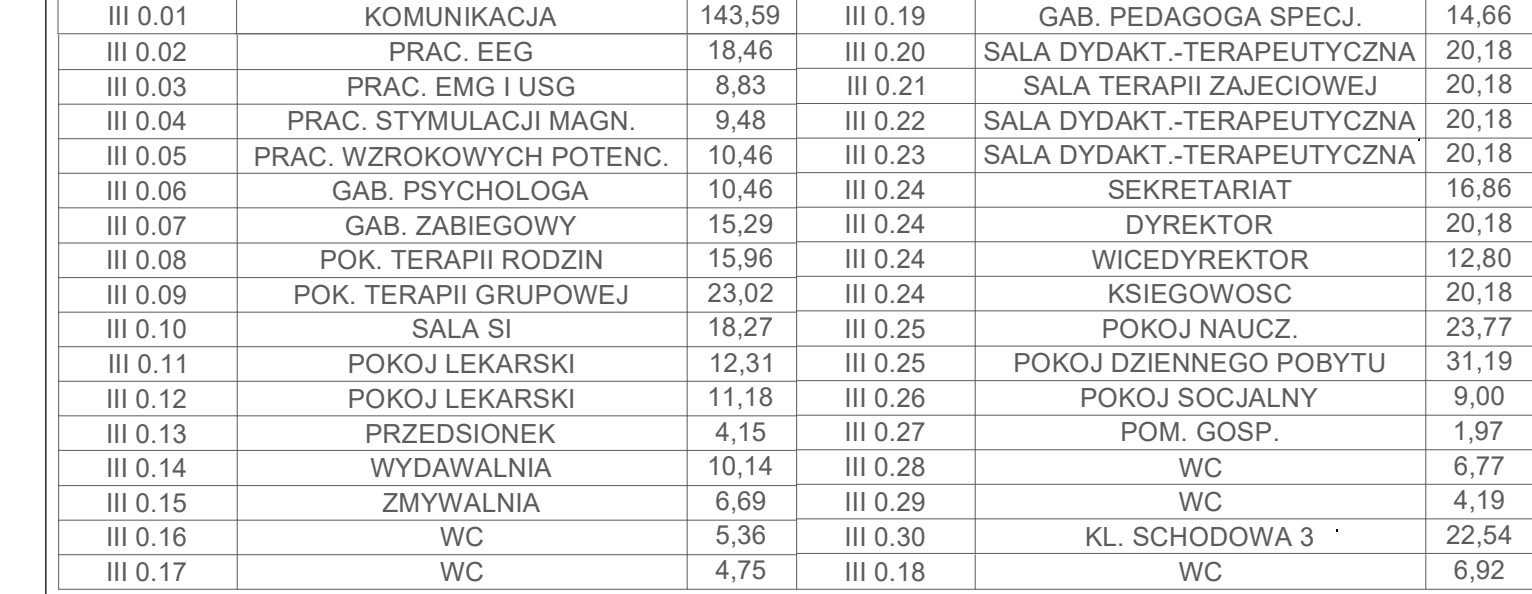 III 0.01 KOMUNIKACJA 143,59 III 0.19 GAB. PEDAGOGA SPECJ. 14,66
III 0.02 PRAC. EEG 18,46 III 0.20 SALA DYDAKT.-TERAPEUTYCZNA 20,18
III 0.03 PRAC. EMG I USG 8,83 III 0.21 SALA TERAPII ZAJECIOWEJ 20,18
III 0.04 PRAC. STYMULACJI MAGN. 9,48 III 0.22 SALA DYDAKT.-TERAPEUTYCZNA 20,18
III 0.05 PRAC. WZROKOWYCH POTENC. 10,46 III 0.23 SALA DYDAKT.-TERAPEUTYCZNA 20,18
III 0.06 GAB. PSYCHOLOGA 10,46 III 0.24 SEKRETARIAT 16,86
III 0.07 GAB. ZABIEGOWY 15,29 III 0.24 DYREKTOR 20,18
III 0.08 POK. TERAPII RODZIN 15,96 III 0.24 WICEDYREKTOR 12,80
III 0.09 POK. TERAPII GRUPOWEJ 23,02 III 0.24 KSIEGOWOSC 20,18
III 0.10 SALA SI 18,27 III 0.25 POKOJ NAUCZ. 23,77
III 0.11 POKOJ LEKARSKI 12,31 III 0.25 POKOJ DZIENNEGO POBYTU 31,19
III 0.12 POKOJ LEKARSKI 11,18 III 0.26 POKOJ SOCJALNY 9,00
III 0.13 PRZEDSIONEK 4,15 III 0.27 POM. GOSP. 1,97
III 0.14 WYDAWALNIA 10,14 III 0.28 WC 6,77
III 0.15 ZMYWALNIA 6,69 III 0.29 WC 4,19
III 0.16 WC 5,36 III 0.30 KL. SCHODOWA 3 22,54
III 0.17 WC 4,75 III 0.18 WC 6,92